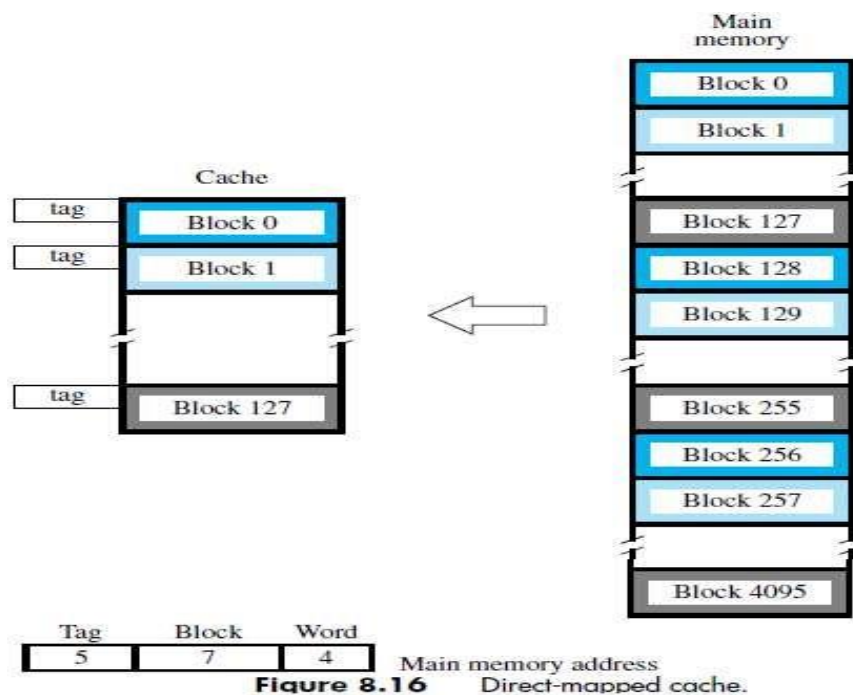 Main
memory
Block 0
Block 1
Cache
tag
Block 0
Block 127
tag
Block 1
Block 128
Block 129
tag
Block 127
Block 255
Block 256
Block 257
Block 4095
Tag Block Word
5 7 4
Main memory address
Figure 8.16 Direct-mapped cache.